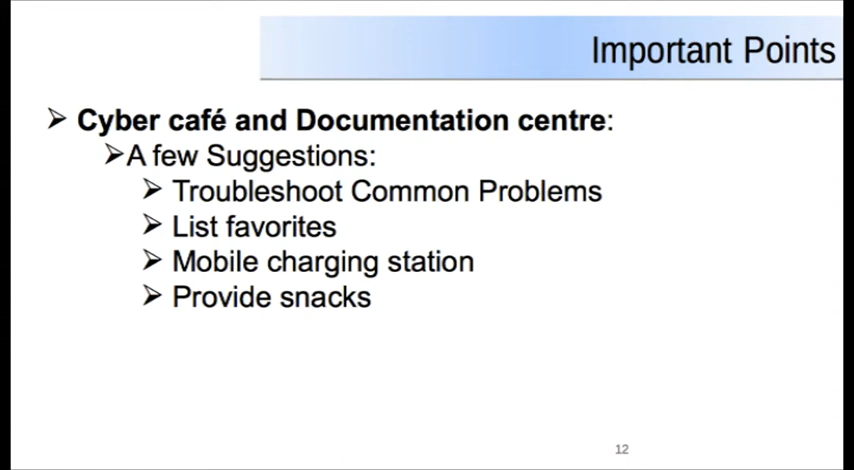 Important Points
➢ Cyber café and Documentation centre:
➢A few Suggestions:
➢ Troubleshoot Common Problems
➢ List favorites
➢ Mobile charging station
➢ Provide snacks
12